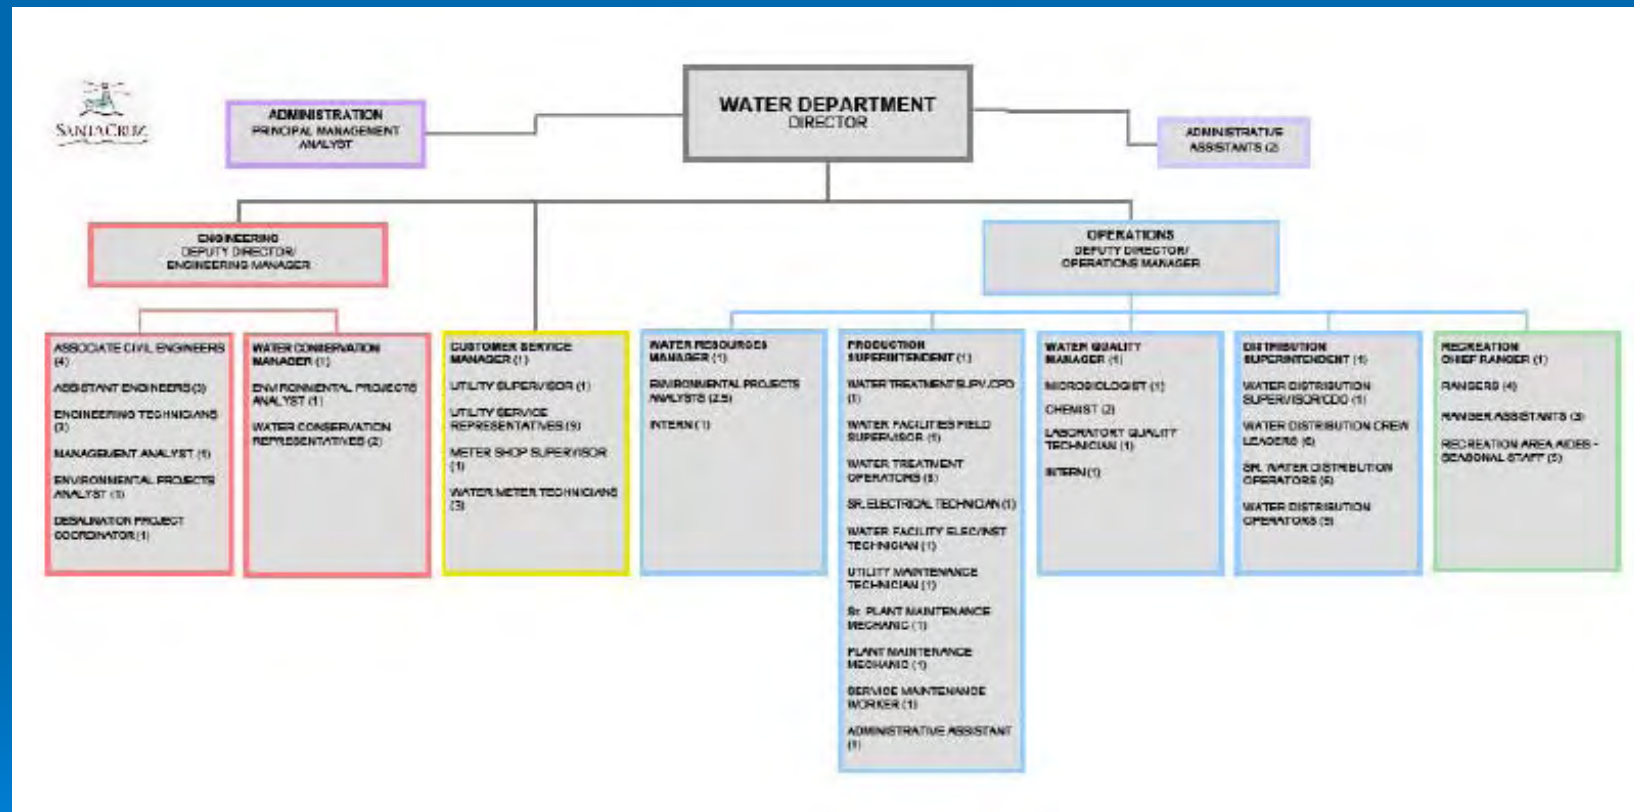 SANTA CRUZ
ADMINISTRATION
PRINCIPAL MANAGEMENT
ANALYST
WATER DEPARTMENT
DIRECTOR
ADMINISTRATIVE
ASSISTANTS (2)
ENGINEERING
DEPUTY DIRECTOR/
ENGINEERING MANAGER
OPERATIONS
DEPUTY DIRECTOR/
OPERATIONS MANAGER
ASSOCIATE CIVIL ENGINEERS
(4)
ASSISTANT ENGINEERS (3)
ENGINEERING TECHNICIANS
MANAGEMENT ANALYST (1)
ENVIRONMENTAL PROJECTS
ANALYST (1)
DESALINATION PROJECT
COORDINATOR (1)
WATER CONSERVATION
MANAGER (1)
ENVIRONMENTAL PROJECTS
ANALYST (1)
WATER CONSERVATION
REPRESENTATIVES (2)
CUSTOMER SERVICE
MANAGER (1)
UTILITY SUPERVISOR (1)
UTILITY SERVICE
REPRESENTATIVES (9)
METER SHOP SUPERVISOR
(1)
WATER METER TECHNICIANS
(3)
WATER RESOURCES
MANAGER (1)
ENVIRONMENTAL PROJECTS
ANALYSTS (2.5)
INTERN (1)
PRODUCTION
SUPERINTENDENT (1)
WATER TREATMENT SUPV./CPO
(1)
WATER FACILITIES FIELD
SUPERVISOR (1)
WATER TREATMENT
OPERATORS
SR. ELECTRICAL TECHNICIAN (1)
WATER FACILITY ELEC/INST
TECHNICIAN (1)
UTILITY MAINTENANCE
TECHNICIAN (1)
Sr. PLANT MAINTENANCE
MECHANIC (1)
PLANT MAINTENANCE
MECHANIC (1)
SERVICE MAINTENANCE
WORKER (1)
ADMINISTRATIVE ASSISTANT
(1)
WATER QUALITY
MANAGER (1)
MICROBIOLOGIST (1)
CHEMIST (2)
LABORATORY QUALITY
TECHNICIAN (1)
INTERN (1)
DISTRIBUTION
SUPERINTENDENT (1)
WATER DISTRIBUTION
SUPERVISOR/CDO (1)
WATER DISTRIBUTION CREW
LEADERS (6)
SR. WATER DISTRIBUTION
OPERATORS
WATER DISTRIBUTION
OPERATORS
RECREATION
CHIEF RANGER (1)
RANGERS (4)
RANGER ASSISTANTS (3)
RECREATION AREA AIDES -
SEASONAL STAFF (5)